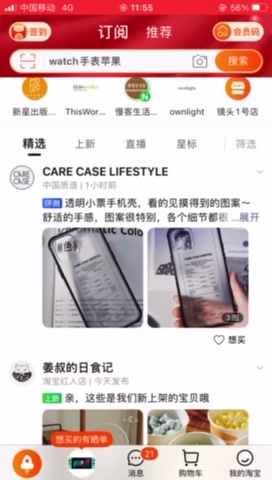 中国移动 4G 11:55 56%
签到 订阅 推荐 会员码
watch手表苹果 搜索
新星出版... ThisWor... 懂客生活... ownlight 镜头1号店
精选 上新 直播 星标 筛选
CARE CASE LIFESTYLE
中国质造 | 1小时前
评测 透明小票手机壳，看的见摸得到的图案～
舒适的手感，图案很特别，各个细节都很 ...展开
3图
想买
姜叔的日食记
淘宝红人店 | 今天发布
上新 亲，这些是我们新上架的宝贝哦
想买的有晒单
21
消息 购物车 我的淘宝